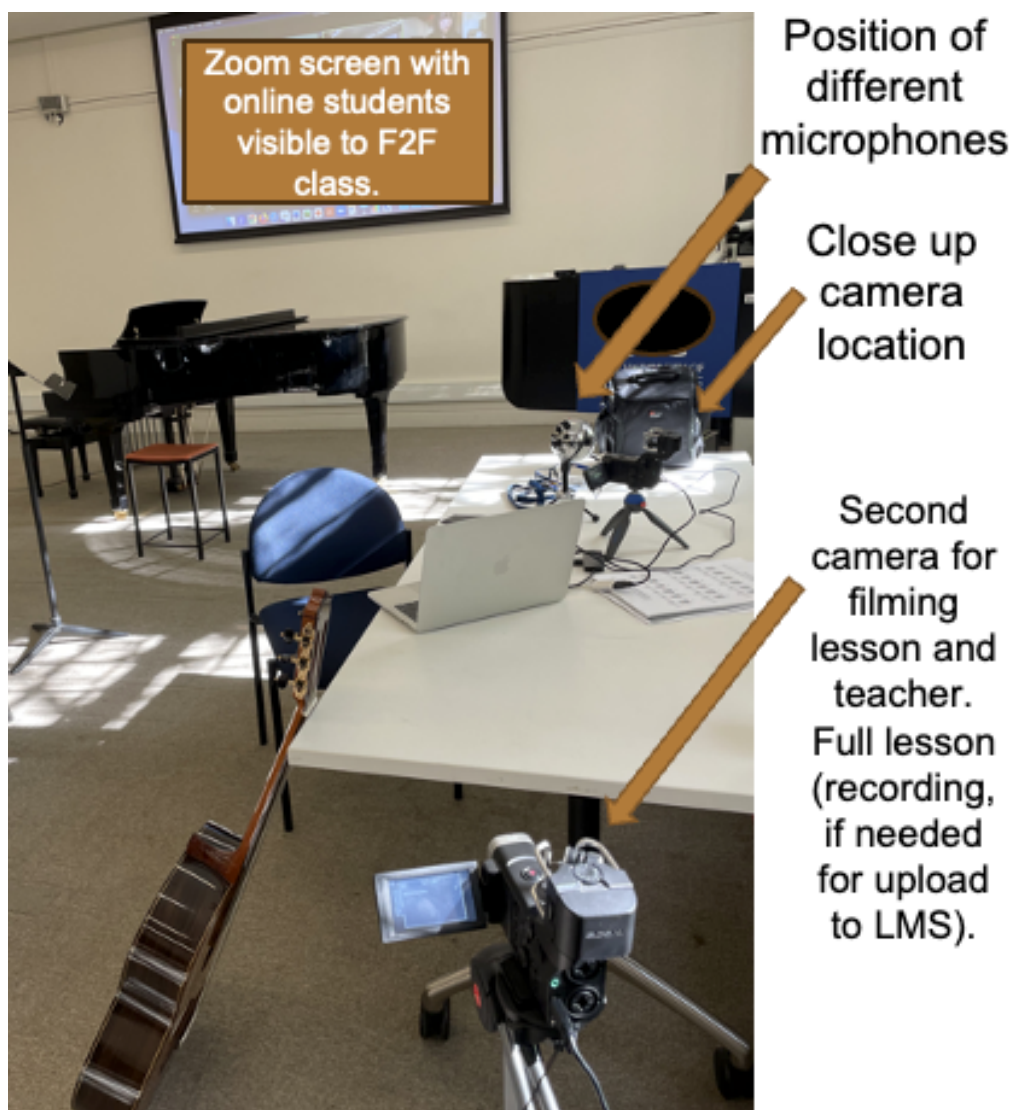 Zoom screen with
online students
visible to F2F
class.
Position of
different
microphones
Close up
camera
location
Second
camera for
filming
lesson and
teacher.
Full lesson
(recording,
if needed
for upload
to LMS).